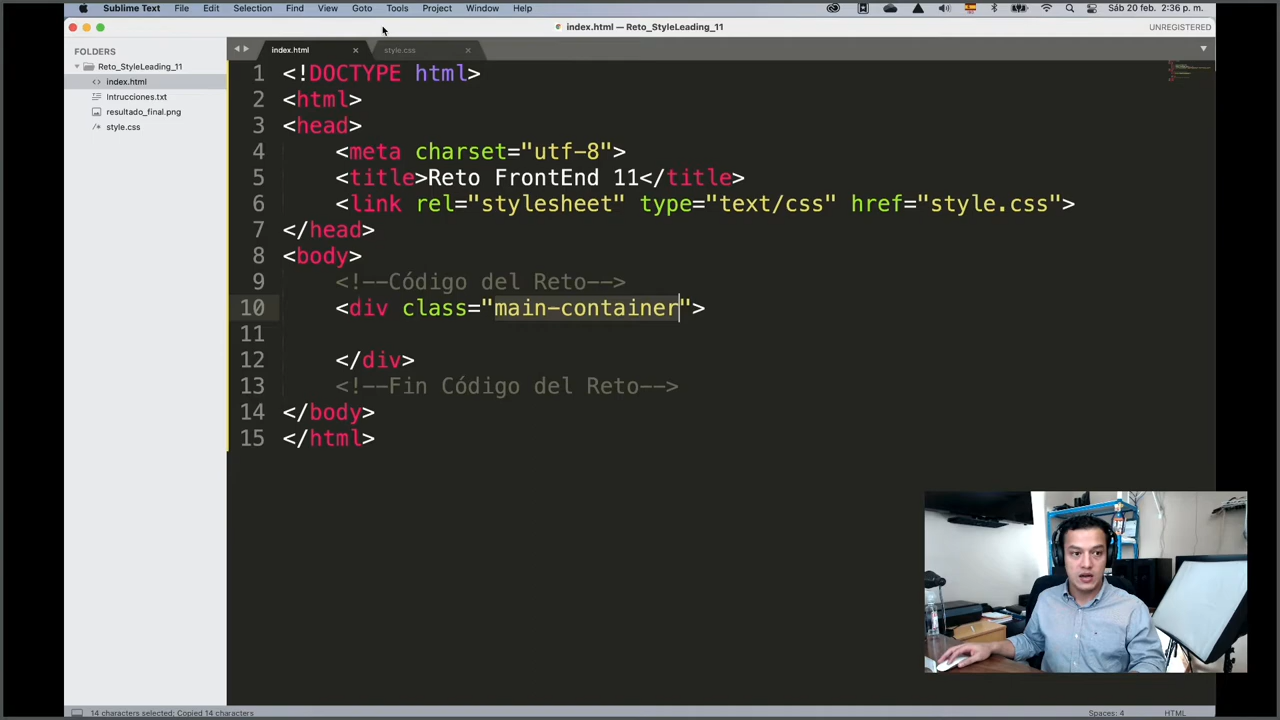 Sublime Text File Edit Selection Find View Goto Tools Project Window Help Sáb 20 feb. 2:36 p. m.
index.html — Reto_StyleLeading_11 UNREGISTERED
FOLDERS
Reto_StyleLeading_11
index.html
Intrucciones.txt
resultado_final.png
style.css
index.html style.css
1 <!DOCTYPE html>
2 <html>
3 <head>
4 <meta charset="utf-8">
5 <title>Reto FrontEnd 11</title>
6 <link rel="stylesheet" type="text/css" href="style.css">
7 </head>
8 <body>
9 <!--Código del Reto-->
10 <div class="main-container">
11
12 </div>
13 <!--Fin Código del Reto-->
14 </body>
15 </html>
14 characters selected; Copied 14 characters Spaces: 4 HTML